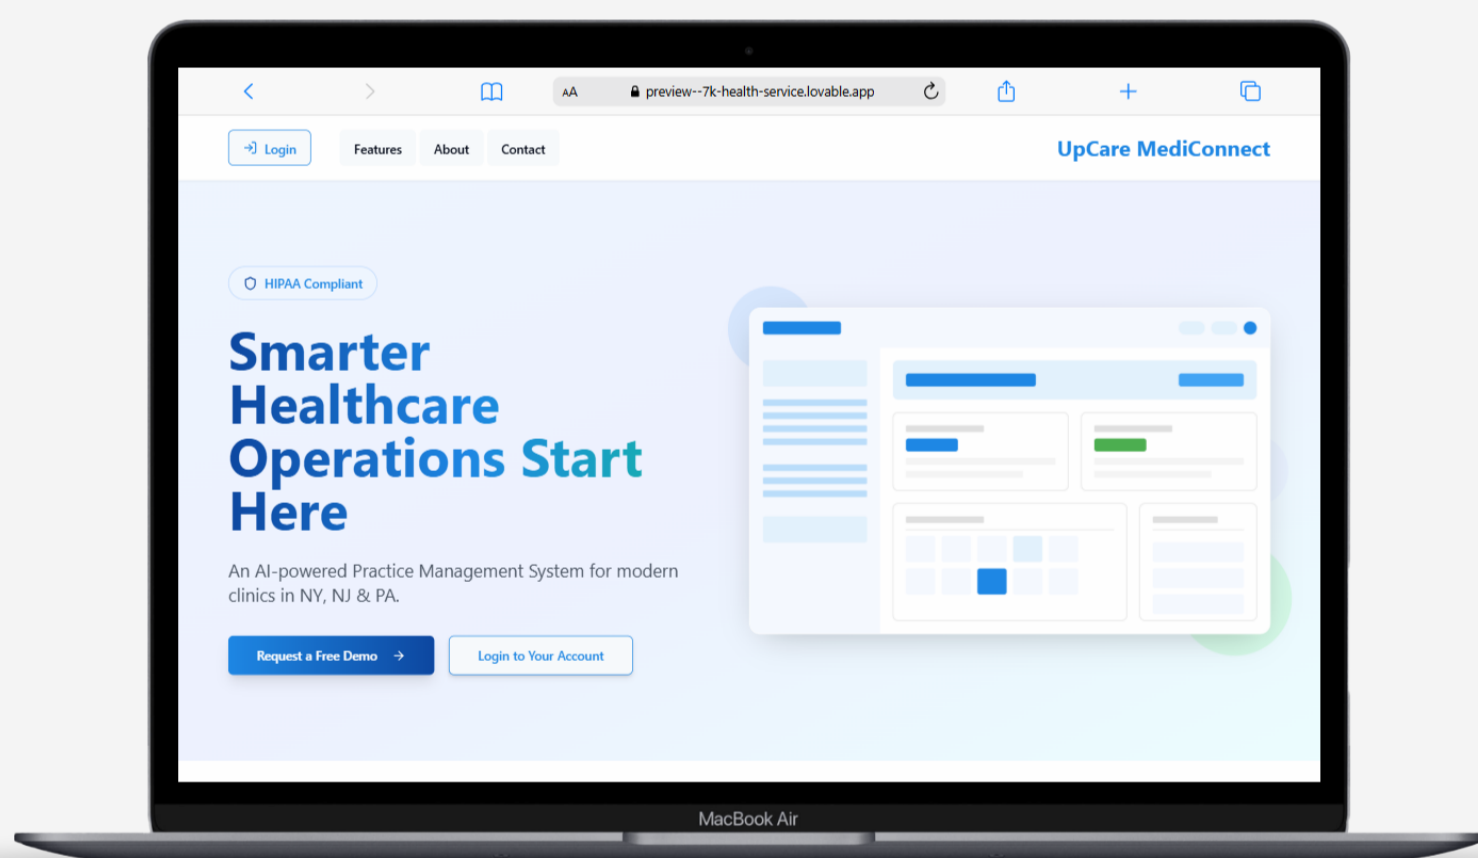 AA preview--7k-health-service.lovable.app
Login Features About Contact UpCare MediConnect
HIPAA Compliant
Smarter
Healthcare
Operations Start
Here
An AI-powered Practice Management System for modern
clinics in NY, NJ & PA.
Request a Free Demo Login to Your Account
MacBook Air